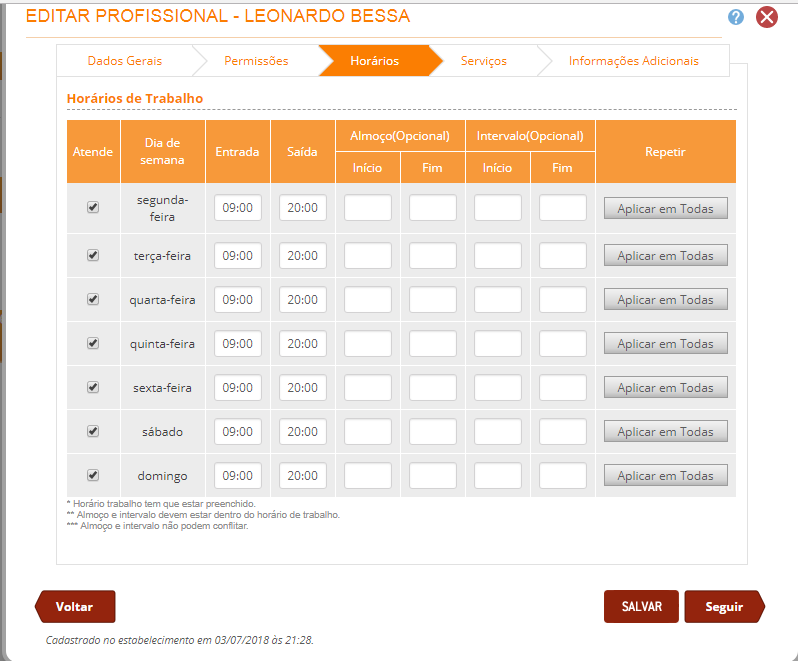 EDITAR PROFISSIONAL - LEONARDO BESSA
?
Dados Gerais Permissões Horários Serviços Informações Adicionais
Horários de Trabalho
Atende Dia de semana Entrada Saída Almoço(Opcional) Intervalo(Opcional) Repetir
Início Fim Início Fim
segunda-feira 09:00 20:00 Aplicar em Todas
terça-feira 09:00 20:00 Aplicar em Todas
quarta-feira 09:00 20:00 Aplicar em Todas
quinta-feira 09:00 20:00 Aplicar em Todas
sexta-feira 09:00 20:00 Aplicar em Todas
sábado 09:00 20:00 Aplicar em Todas
domingo 09:00 20:00 Aplicar em Todas
* Horário trabalho tem que estar preenchido.
** Almoço e intervalo devem estar dentro do horário de trabalho.
*** Almoço e intervalo não podem conflitar.
Voltar SALVAR Seguir
Cadastrado no estabelecimento em 03/07/2018 às 21:28.